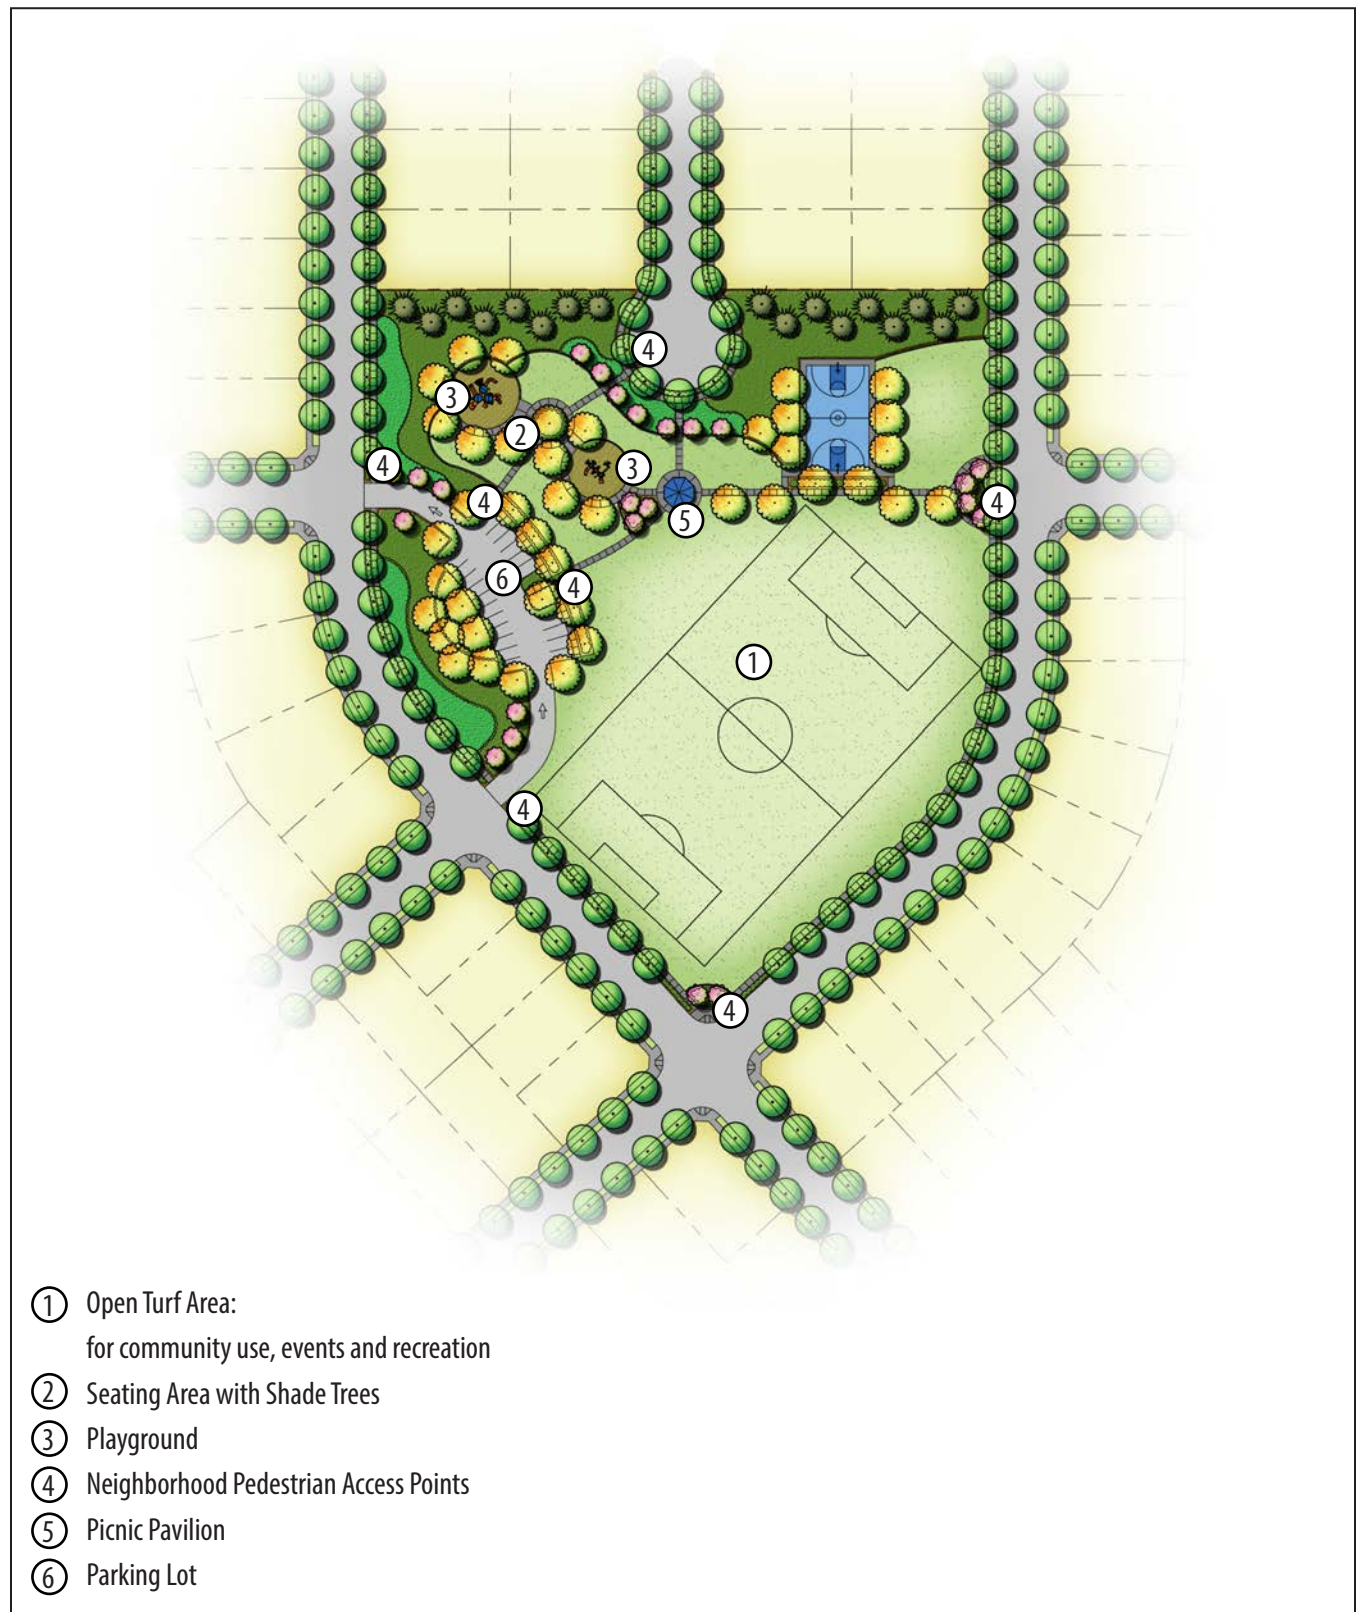 4
3
2
3
4
4
5
4
6
4
1
4
4
1 Open Turf Area:
for community use, events and recreation
2 Seating Area with Shade Trees
3 Playground
4 Neighborhood Pedestrian Access Points
5 Picnic Pavilion
6 Parking Lot